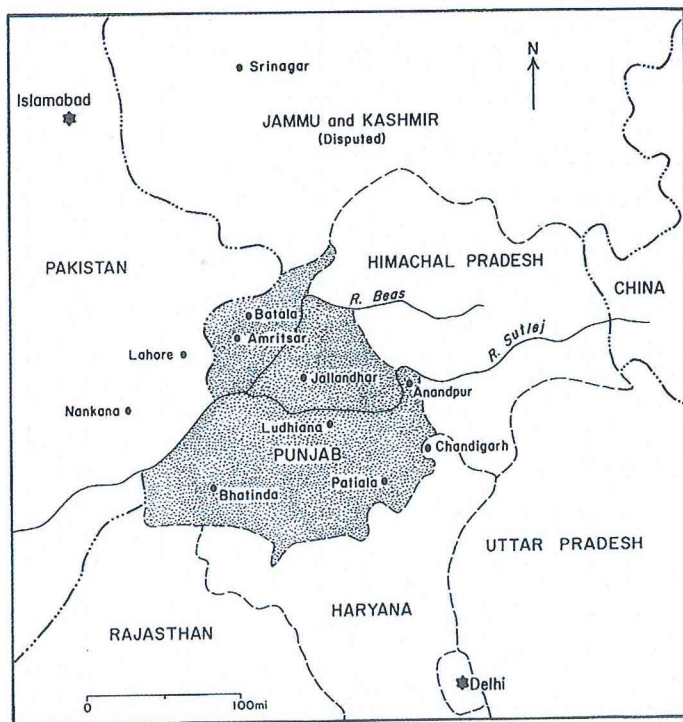 N
Srinagar
Islamabad
JAMMU and KASHMIR
(Disputed)
PAKISTAN
HIMACHAL PRADESH
CHINA
R. Beas
Batala
R. Sutlej
Amritsar
Lahore
Jallandhar
Anandpur
Nankana
Ludhiana
Chandigarh
PUNJAB
Patiala
Bhatinda
UTTAR PRADESH
HARYANA
RAJASTHAN
Delhi
0 100mi